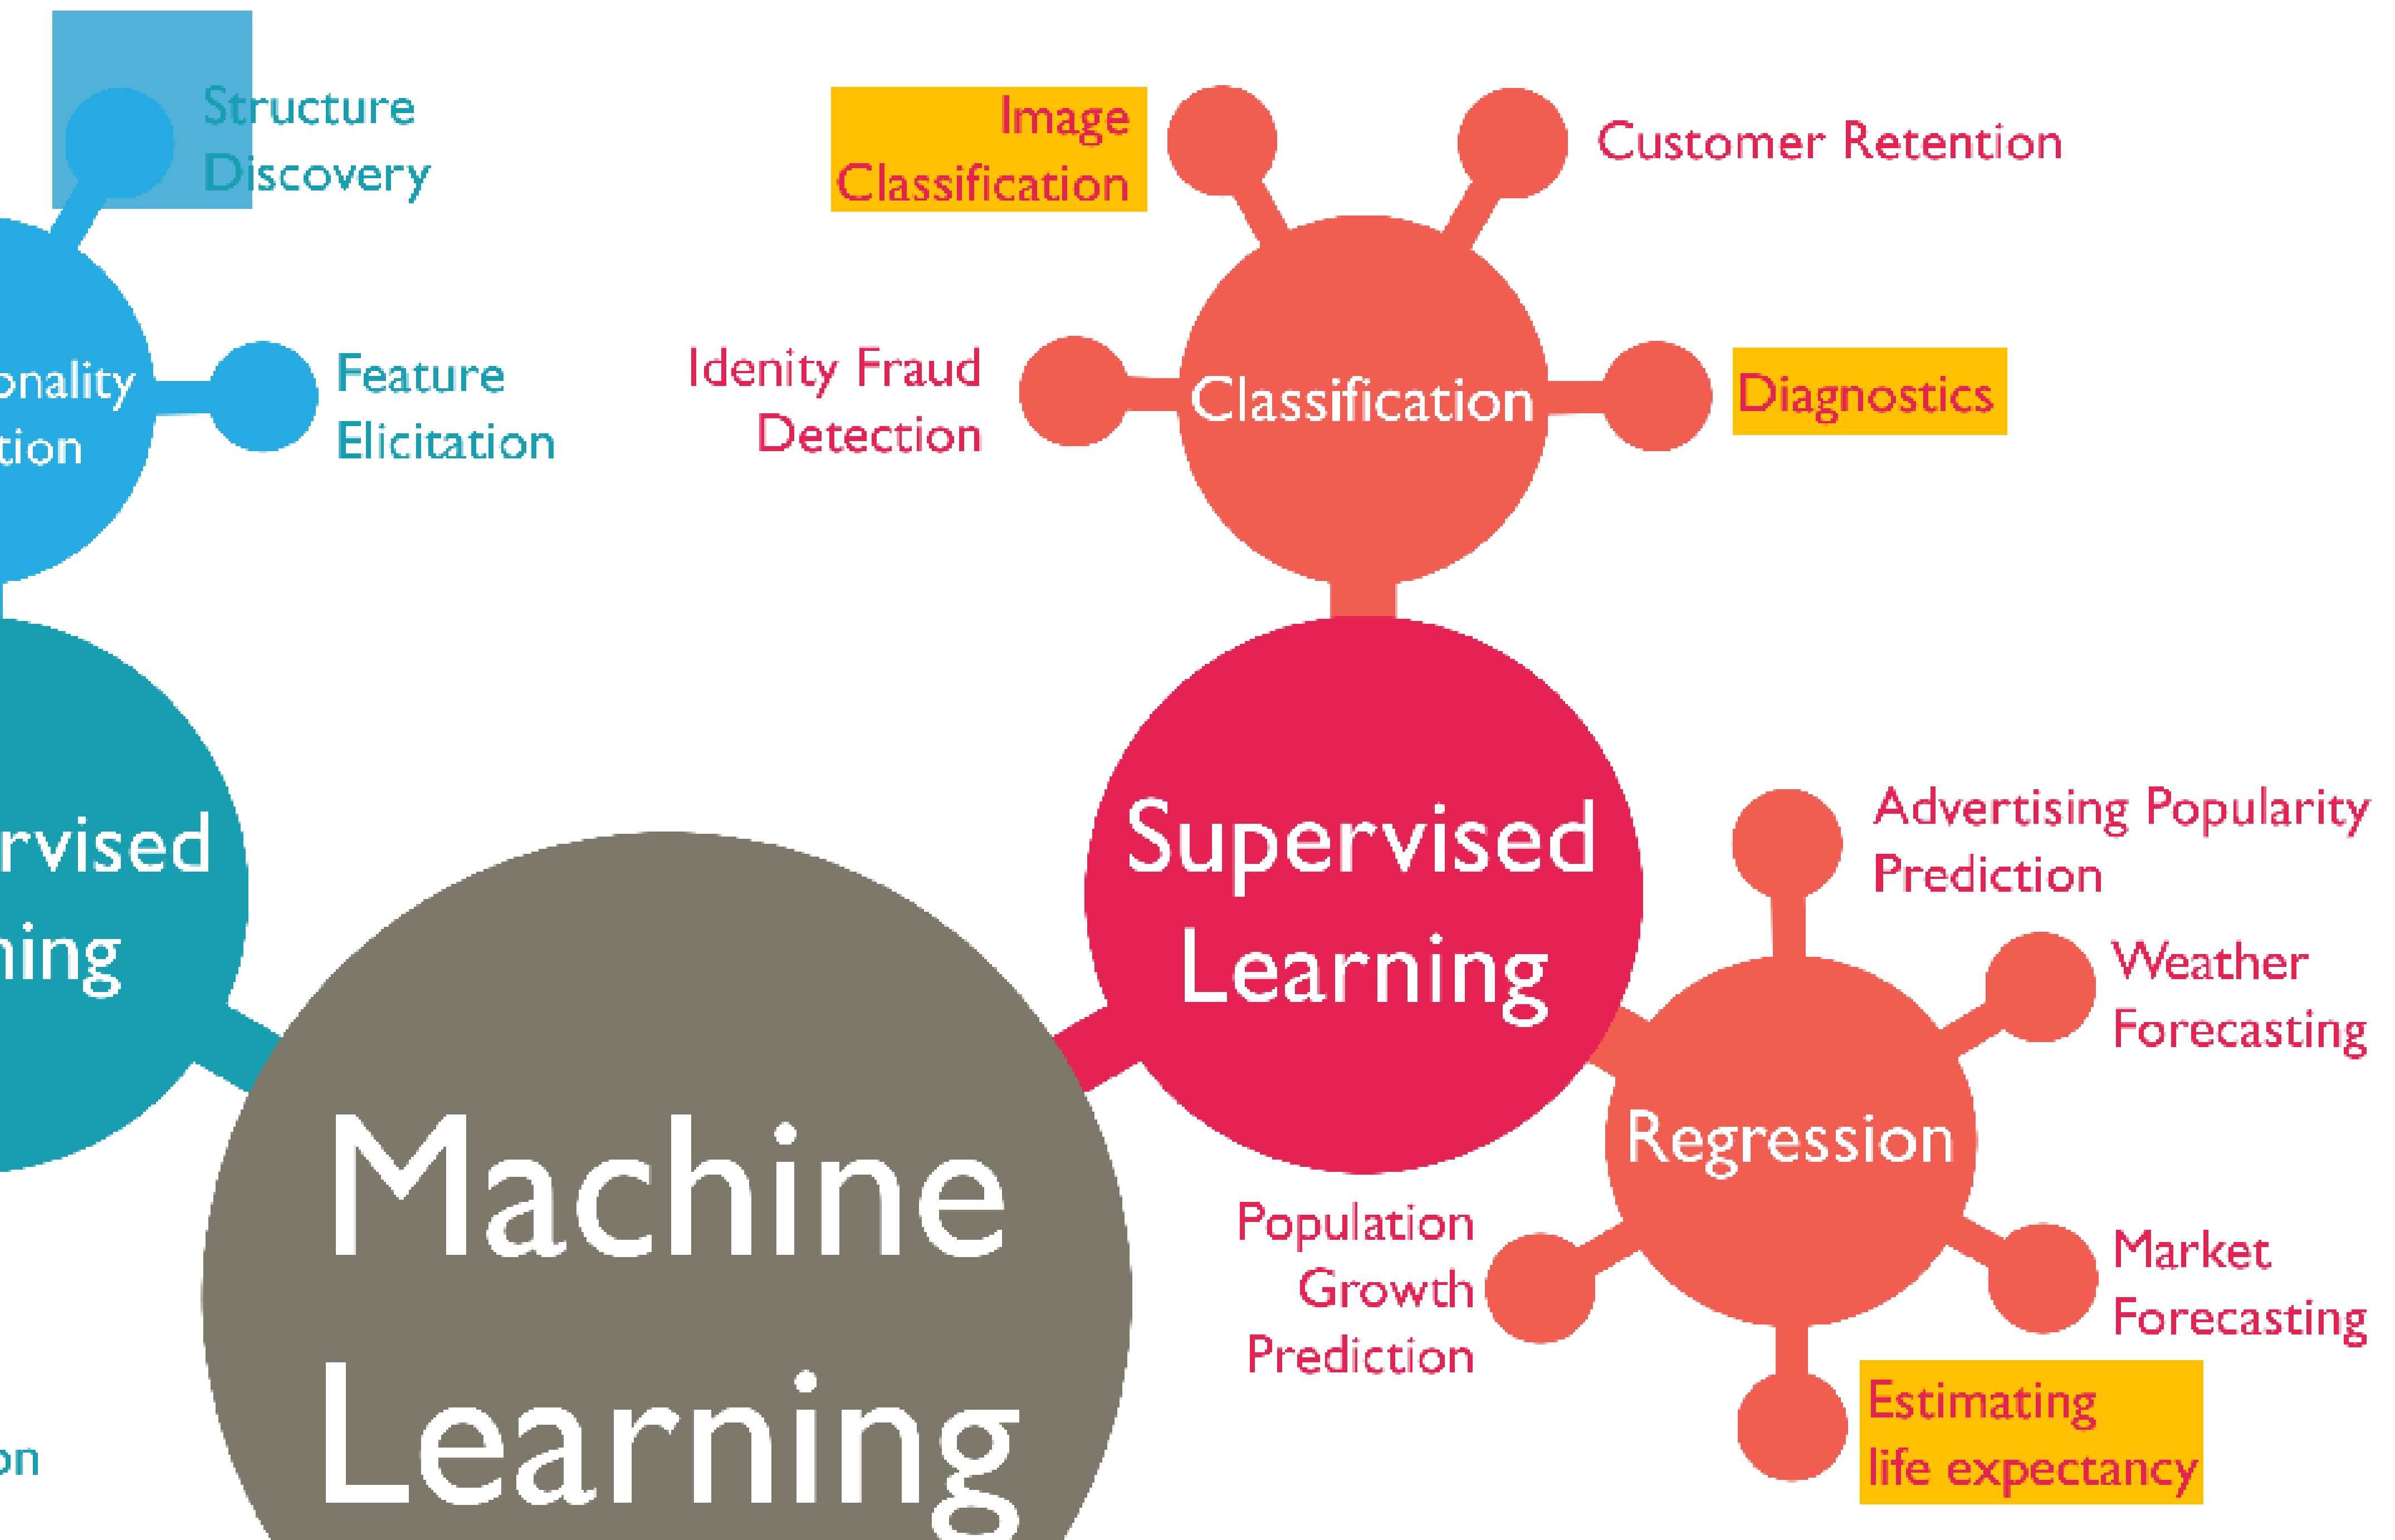 Structure
Discovery
Image
Classification
Customer Retention
onality
tion
Feature
Elicitation
Idenity Fraud
Detection
Classification
Diagnostics
rvised
ning
Supervised
Learning
Advertising Popularity
Prediction
Weather
Forecasting
Regression
Population
Growth
Prediction
Market
Forecasting
Estimating
life expectancy
Machine
Learning
on